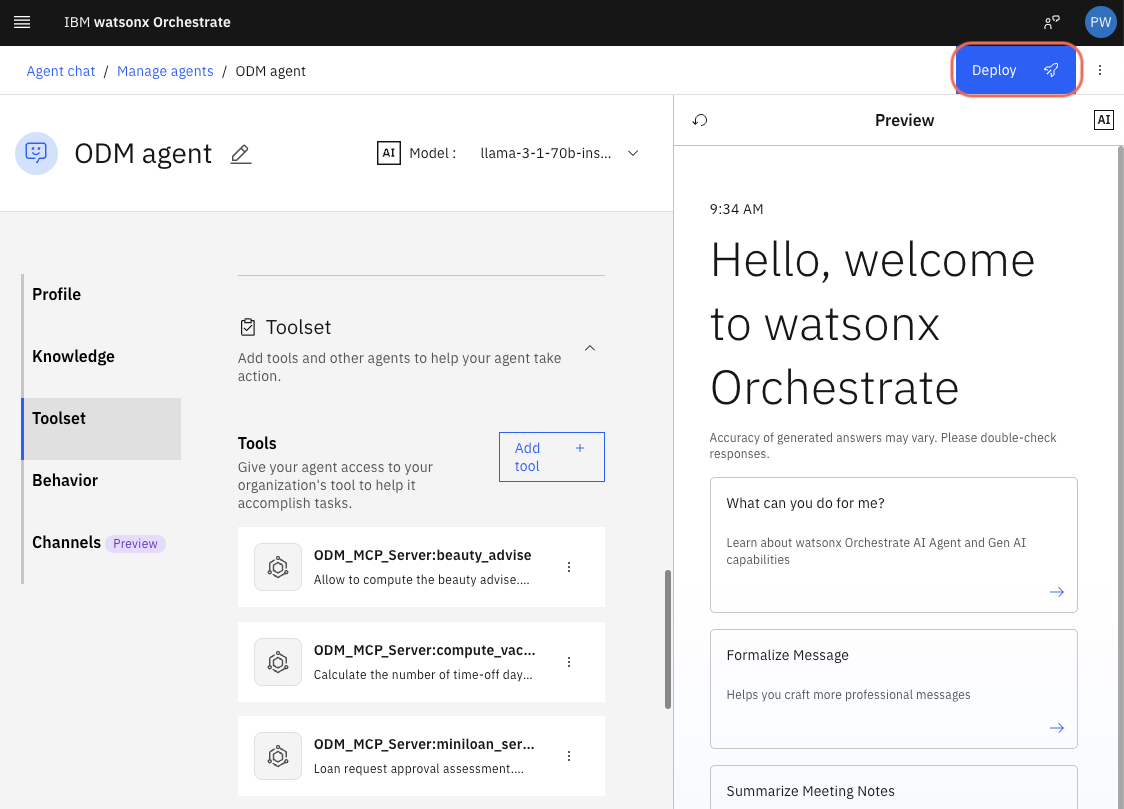 IBM watsonx Orchestrate
PW
Agent chat / Manage agents / ODM agent
Deploy
ODM agent
AI Model : llama-3-1-70b-ins...
Profile
Knowledge
Toolset
Behavior
Channels Preview
Toolset
Add tools and other agents to help your agent take
action.
Tools
Give your agent access to your
organization's tool to help it
accomplish tasks.
Add
tool
+
ODM_MCP_Server:beauty_advise
Allow to compute the beauty advise....
ODM_MCP_Server:compute_vac...
Calculate the number of time-off day...
ODM_MCP_Server:miniloan_ser...
Loan request approval assessment....
Preview
AI
9:34 AM
Hello, welcome
to watsonx
Orchestrate
Accuracy of generated answers may vary. Please double-check
responses.
What can you do for me?
Learn about watsonx Orchestrate AI Agent and Gen AI
capabilities
Formalize Message
Helps you craft more professional messages
Summarize Meeting Notes